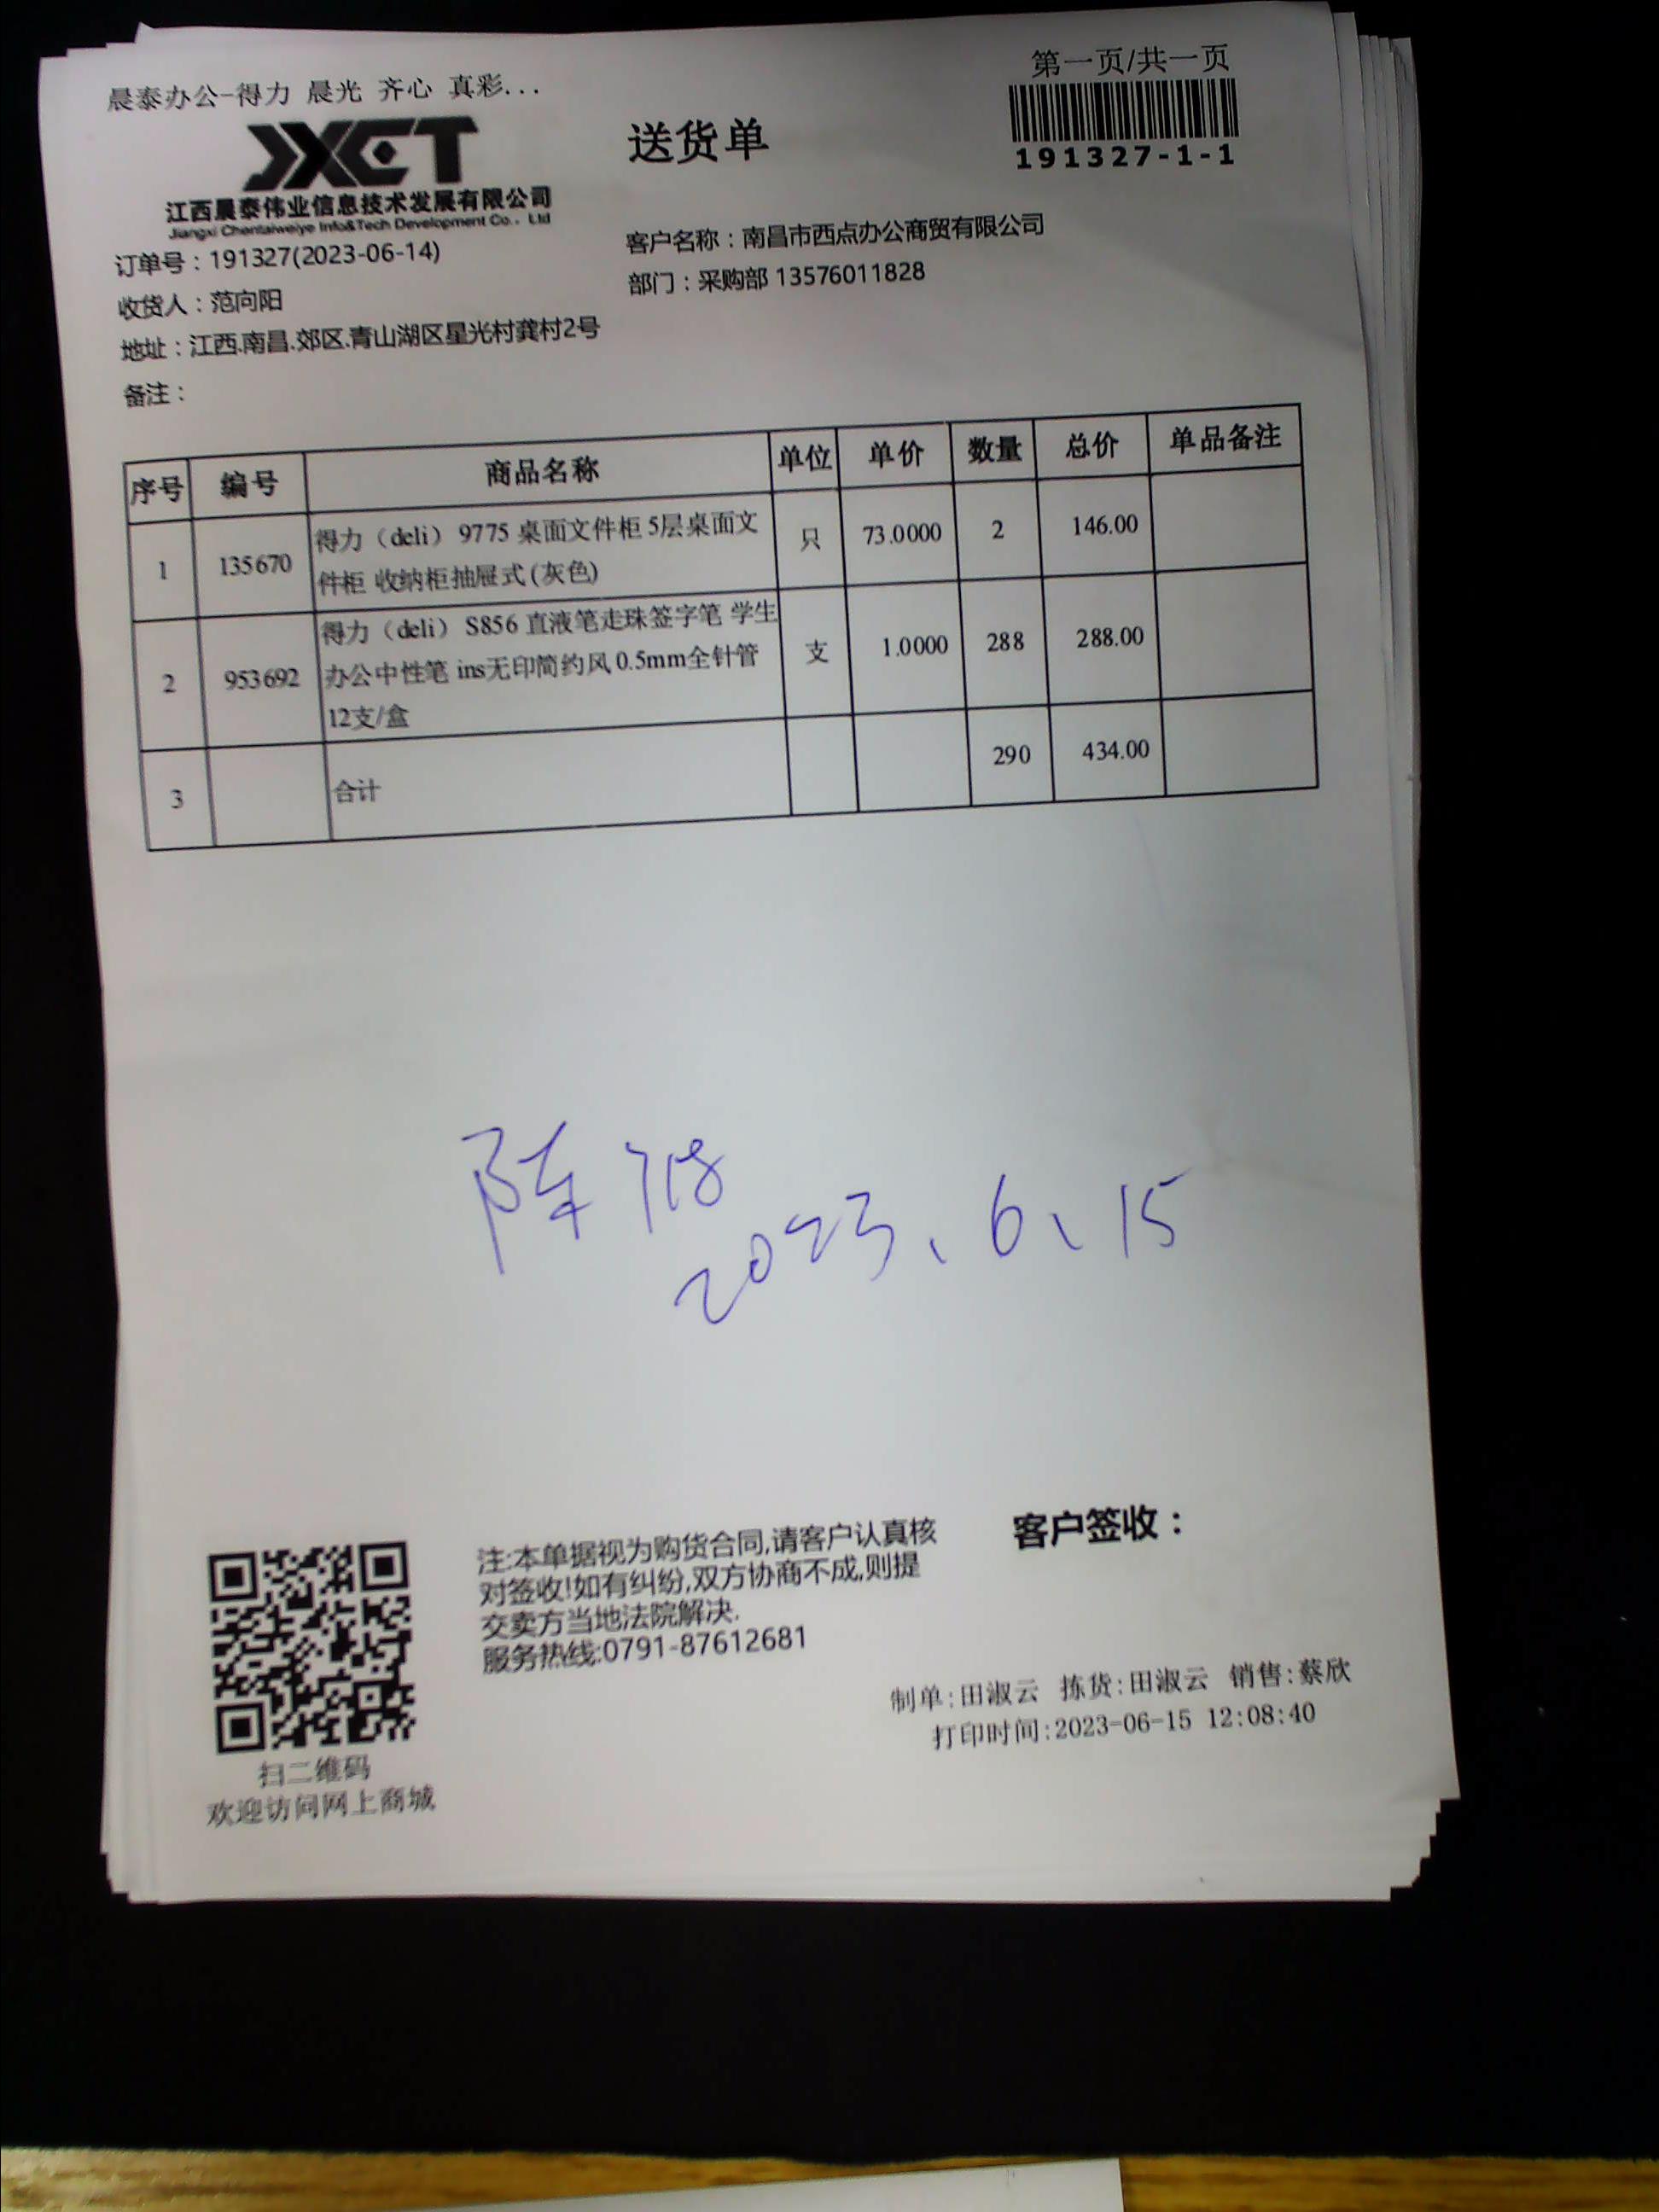 晨泰办公-得力 晨光 齐心 真彩...
第一页/共一页
JXCT
送货单
191327-1-1
江西晨泰伟业信息技术发展有限公司
Jiangxi Chentaiweiye Info&Tech Development Co., Ltd
订单号：191327(2023-06-14)
客户名称：南昌市西点办公商贸有限公司
收货人：范向阳
部门：采购部 13576011828
地址：江西.南昌.郊区.青山湖区星光村龚村2号
备注：
序号 编号 商品名称 单位 单价 数量 总价 单品备注
1 135670 得力（deli） 9775 桌面文件柜 5层桌面文 只 73.0000 2 146.00
件柜 收纳柜抽屉式(灰色)
2 953692 得力（deli） S856 直液笔走珠签字笔 学生 支 1.0000 288 288.00
办公中性笔 ins无印简约风 0.5mm全针管
12支/盒
3 合计 290 434.00
陈
2023、6、15
注:本单据视为购货合同,请客户认真核
对签收!如有纠纷,双方协商不成,则提
交卖方当地法院解决.
服务热线:0791-87612681
客户签收：
制单:田淑云 拣货:田淑云 销售:蔡欣
打印时间:2023-06-15 12:08:40
扫二维码
欢迎访问网上商城